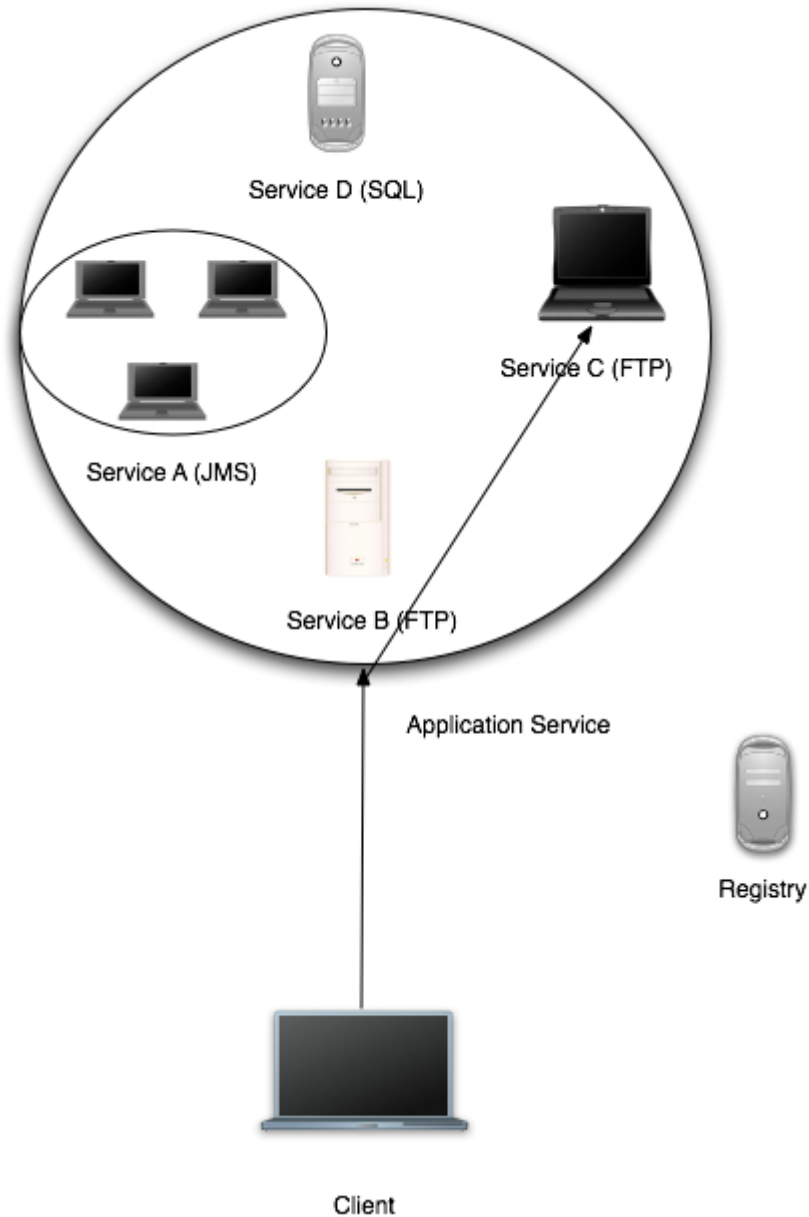 Service D (SQL)
Service C (FTP)
Service A (JMS)
Service B (FTP)
Application Service
Registry
Client